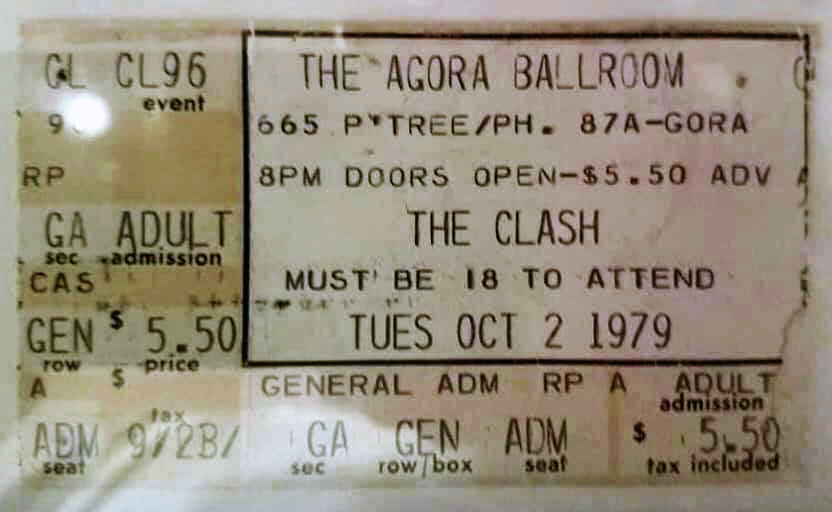 GL CL96
event
9
RP
GA ADULT
sec admission
CAS
GEN $ 5.50
row price
A $
tax
ADM 9/28/
seat
THE AGORA BALLROOM
665 P'TREE/PH. 87A-GORA
8PM DOORS OPEN-$5.50 ADV
THE CLASH
MUST BE 18 TO ATTEND
TUES OCT 2 1979
GENERAL ADM RP A ADULT
admission
GA GEN ADM $ 5.50
sec row/box seat tax included